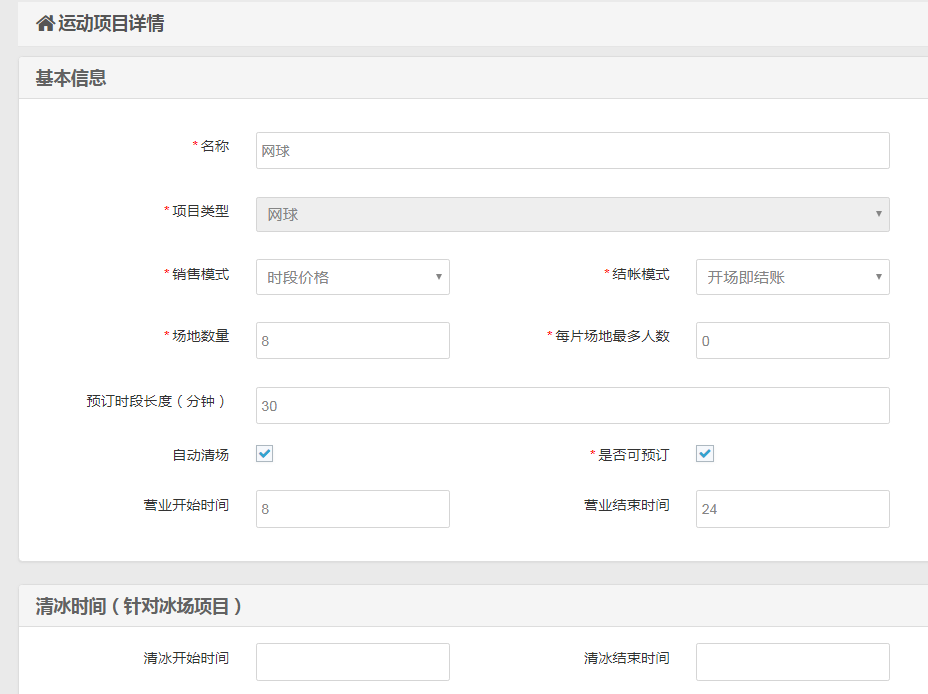 运动项目详情
基本信息
*名称 网球
*项目类型 网球
*销售模式 时段价格 *结帐模式 开场即结账
*场地数量 8 *每片场地最多人数 0
预订时段长度（分钟） 30
自动清场 *是否可预订
营业开始时间 8 营业结束时间 24
清冰时间（针对冰场项目）
清冰开始时间 清冰结束时间